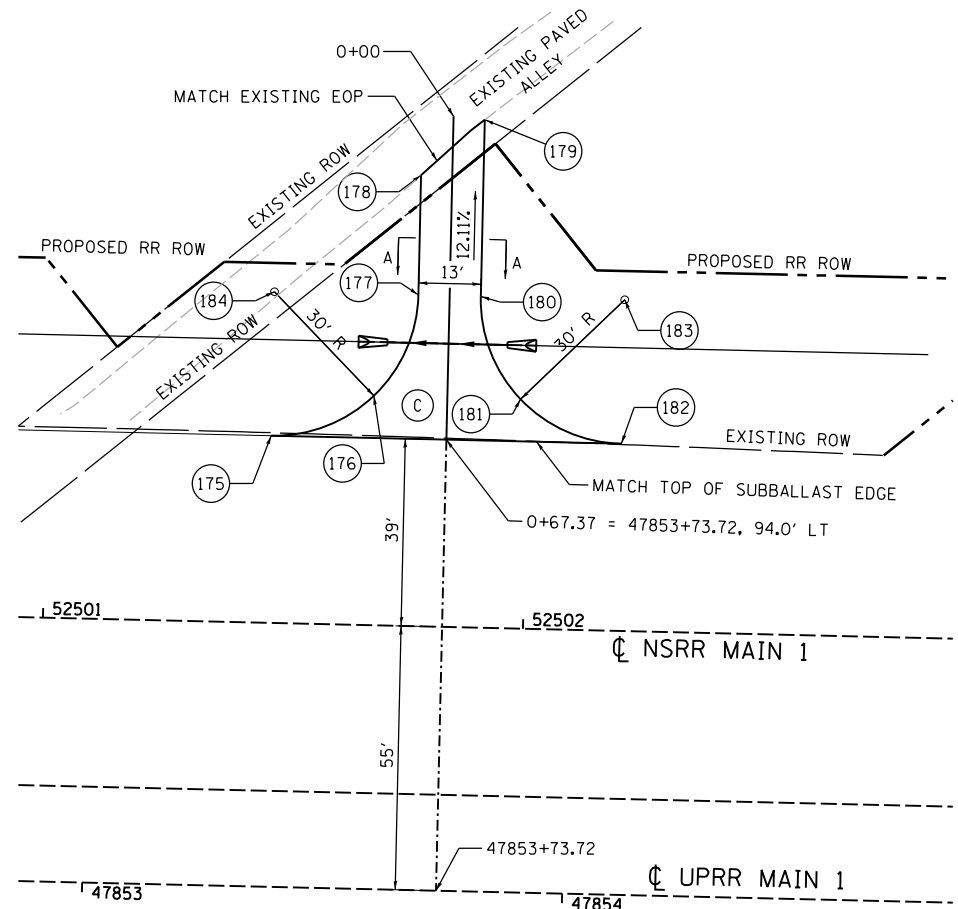 0+00
EXISTING PAVED
ALLEY
MATCH EXISTING EOP
179
EXISTING ROW
178
12.11%
PROPOSED RR ROW
A
A
PROPOSED RR ROW
13'
177
180
184
183
30' R
30' R
EXISTING ROW
C
181
182
EXISTING ROW
175
176
MATCH TOP OF SUBBALLAST EDGE
0+67.37 = 47853+73.72, 94.0' LT
39'
52501
52502
℄ NSRR MAIN 1
55'
47853+73.72
℄ UPRR MAIN 1
47853
47854